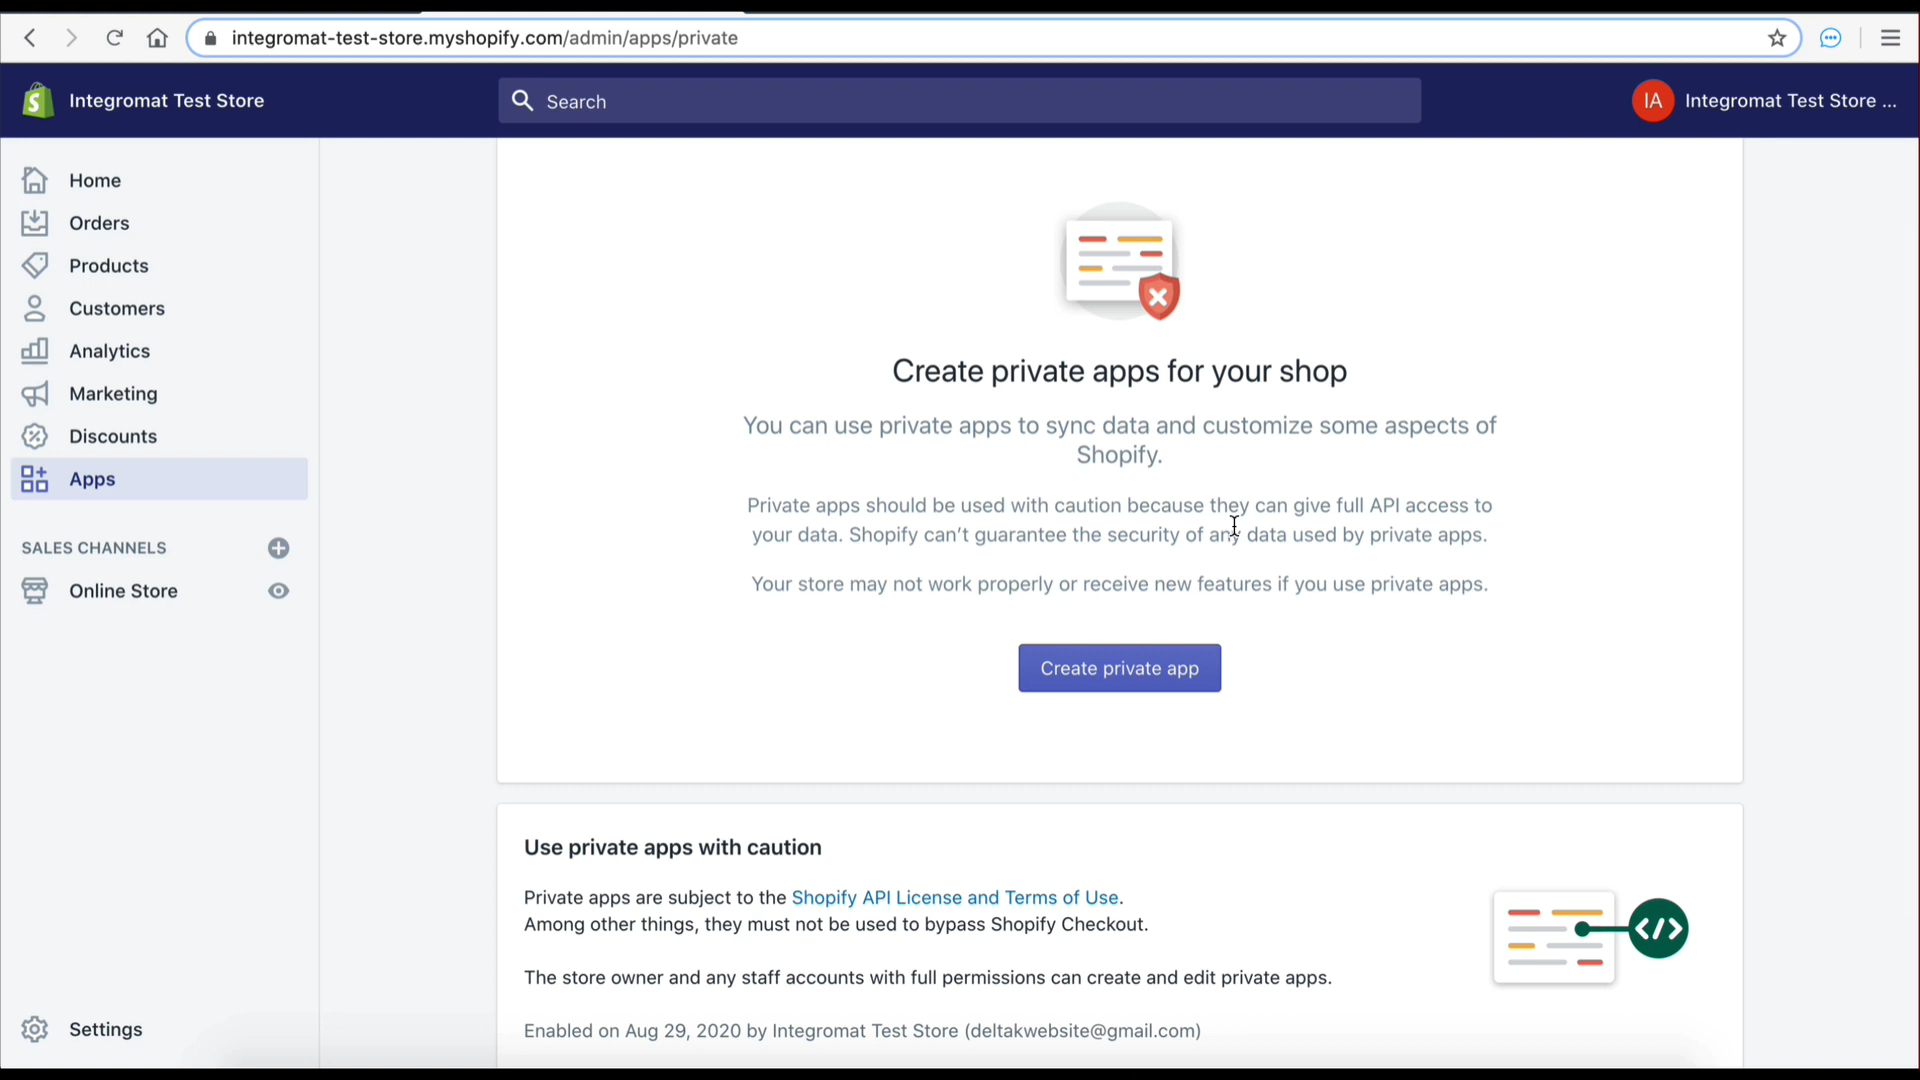 integromat-test-store.myshopify.com/admin/apps/private
Integromat Test Store
Search
IA
Integromat Test Store ...
Home
Orders
Products
Customers
Analytics
Marketing
Discounts
Apps
SALES CHANNELS
Online Store
Settings
Create private apps for your shop
You can use private apps to sync data and customize some aspects of
Shopify.
Private apps should be used with caution because they can give full API access to
your data. Shopify can’t guarantee the security of any data used by private apps.
Your store may not work properly or receive new features if you use private apps.
Create private app
Use private apps with caution
Private apps are subject to the Shopify API License and Terms of Use.
Among other things, they must not be used to bypass Shopify Checkout.
The store owner and any staff accounts with full permissions can create and edit private apps.
Enabled on Aug 29, 2020 by Integromat Test Store (deltakwebsite@gmail.com)